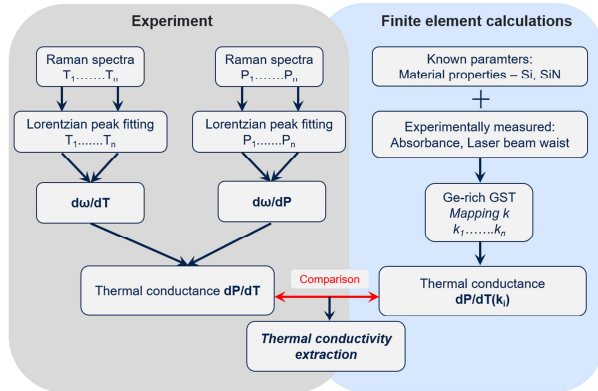 Experiment
Finite element calculations
Raman spectra
T1.......Tn
Raman spectra
P1.......Pn
Known paramters:
Material properties – Si, SiN
+
Lorentzian peak fitting
T1.......Tn
Lorentzian peak fitting
P1.......Pn
Experimentally measured:
Absorbance, Laser beam waist
dω/dT
dω/dP
Ge-rich GST
Mapping k
k1.......kn
Thermal conductance dP/dT
Comparison
Thermal conductance
dP/dT(ki)
Thermal conductivity
extraction